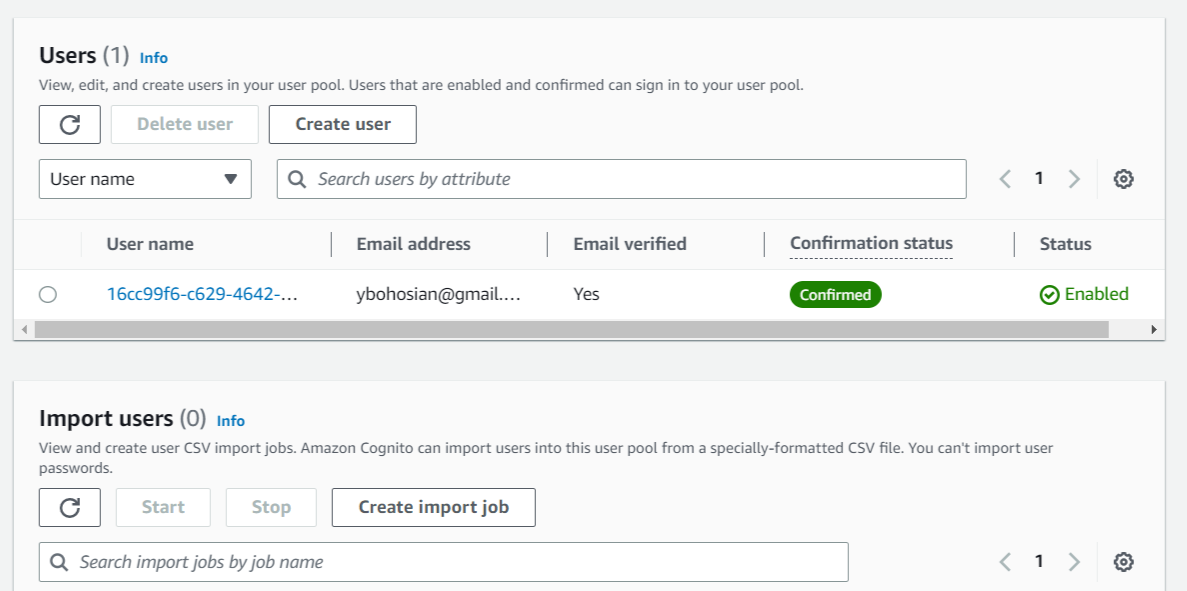 Users (1) Info
View, edit, and create users in your user pool. Users that are enabled and confirmed can sign in to your user pool.
Delete user Create user
User name Search users by attribute 1
User name Email address Email verified Confirmation status Status
16cc99f6-c629-4642-... ybohosian@gmail.... Yes Confirmed Enabled
Import users (0) Info
View and create user CSV import jobs. Amazon Cognito can import users into this user pool from a specially-formatted CSV file. You can't import user
passwords.
Start Stop Create import job
Search import jobs by job name 1